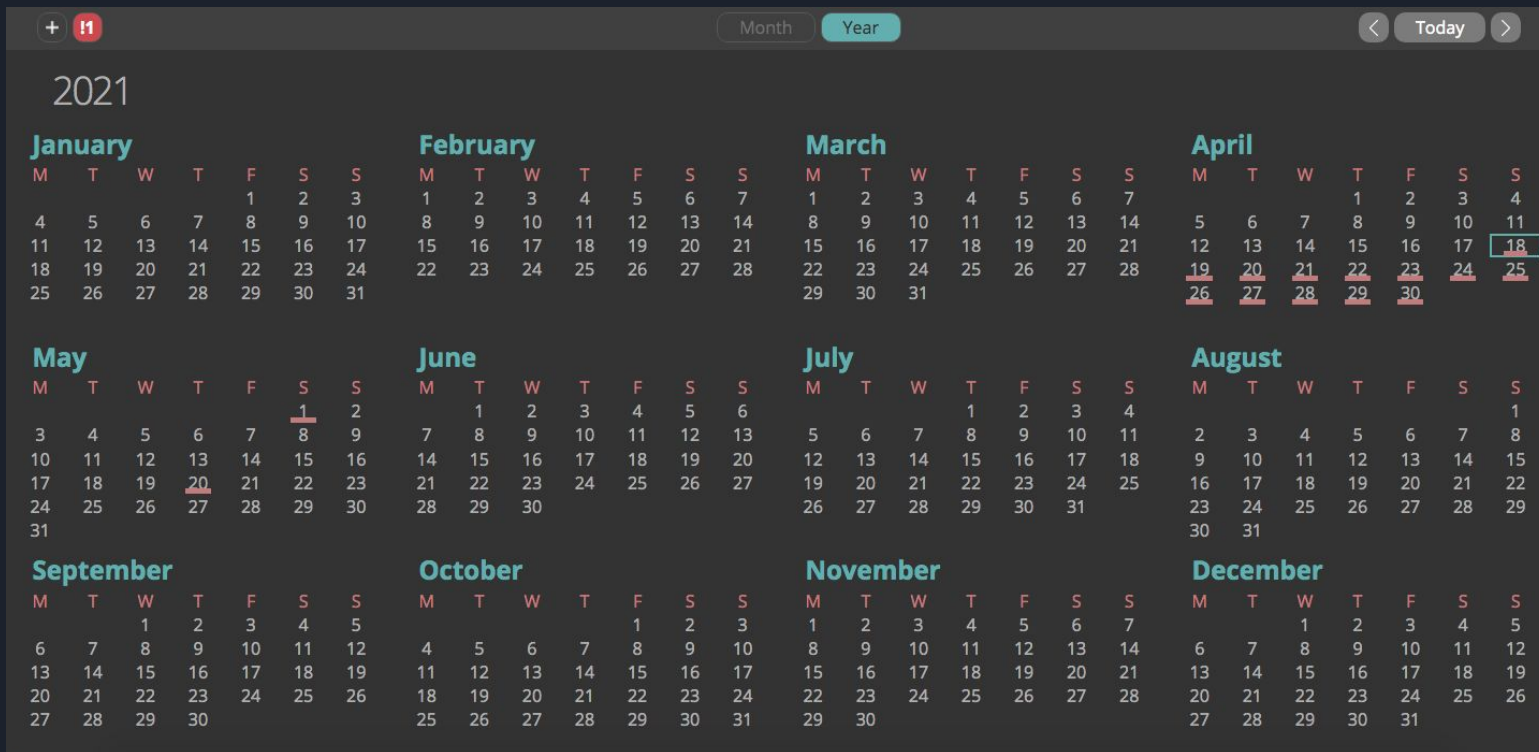 + !1 Month Year < Today >
2021
January February March April
M T W T F S S M T W T F S S M T W T F S S M T W T F S S
1 2 3 1 2 3 4 5 6 7 1 2 3 4 5 6 7 1 2 3 4
4 5 6 7 8 9 10 8 9 10 11 12 13 14 8 9 10 11 12 13 14 5 6 7 8 9 10 11
11 12 13 14 15 16 17 15 16 17 18 19 20 21 15 16 17 18 19 20 21 12 13 14 15 16 17 18
18 19 20 21 22 23 24 22 23 24 25 26 27 28 22 23 24 25 26 27 28 19 20 21 22 23 24 25
25 26 27 28 29 30 31 29 30 31 26 27 28 29 30
May June July August
M T W T F S S M T W T F S S M T W T F S S M T W T F S S
1 2 1 2 3 4 5 6 1 2 3 4 1
3 4 5 6 7 8 9 7 8 9 10 11 12 13 5 6 7 8 9 10 11 2 3 4 5 6 7 8
10 11 12 13 14 15 16 14 15 16 17 18 19 20 12 13 14 15 16 17 18 9 10 11 12 13 14 15
17 18 19 20 21 22 23 21 22 23 24 25 26 27 19 20 21 22 23 24 25 16 17 18 19 20 21 22
24 25 26 27 28 29 30 28 29 30 26 27 28 29 30 31 23 24 25 26 27 28 29
31 30 31
September October November December
M T W T F S S M T W T F S S M T W T F S S M T W T F S S
1 2 3 4 5 1 2 3 1 2 3 4 5 6 7 1 2 3 4 5
6 7 8 9 10 11 12 4 5 6 7 8 9 10 8 9 10 11 12 13 14 6 7 8 9 10 11 12
13 14 15 16 17 18 19 11 12 13 14 15 16 17 15 16 17 18 19 20 21 13 14 15 16 17 18 19
20 21 22 23 24 25 26 18 19 20 21 22 23 24 22 23 24 25 26 27 28 20 21 22 23 24 25 26
27 28 29 30 25 26 27 28 29 30 31 29 30 27 28 29 30 31